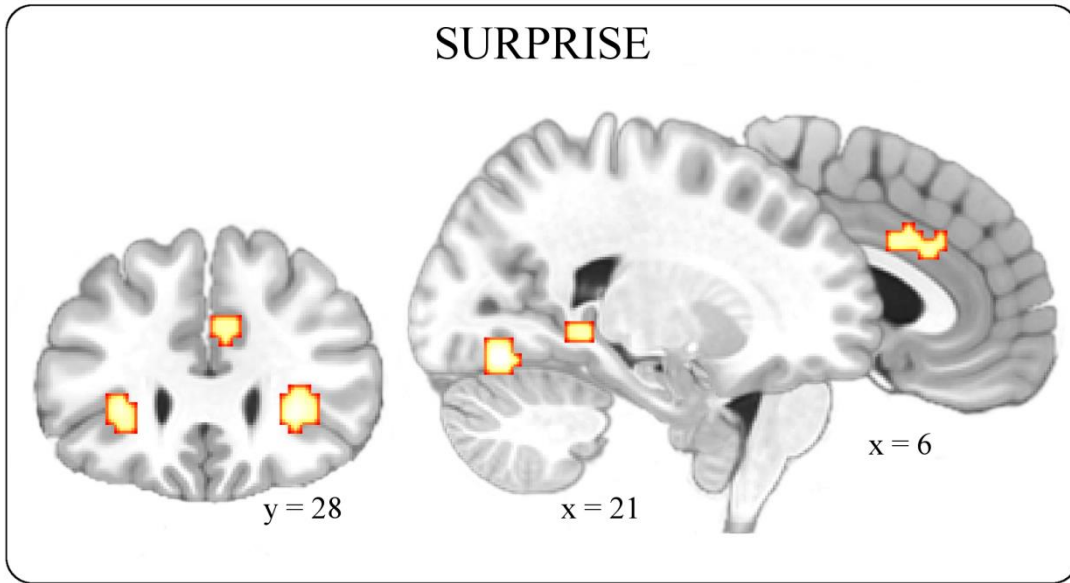 SURPRISE
y = 28
x = 21
x = 6